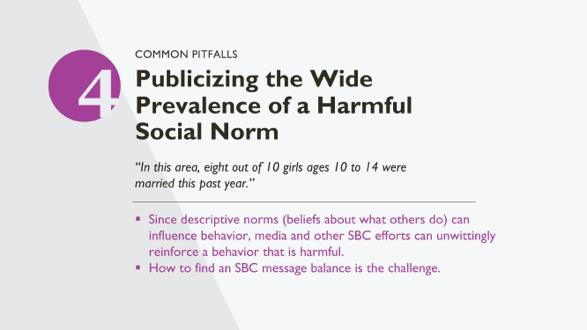 COMMON PITFALLS
4
Publicizing the Wide
Prevalence of a Harmful
Social Norm
“In this area, eight out of 10 girls ages 10 to 14 were
married this past year.”
▪ Since descriptive norms (beliefs about what others do) can
influence behavior, media and other SBC efforts can unwittingly
reinforce a behavior that is harmful.
▪ How to find an SBC message balance is the challenge.